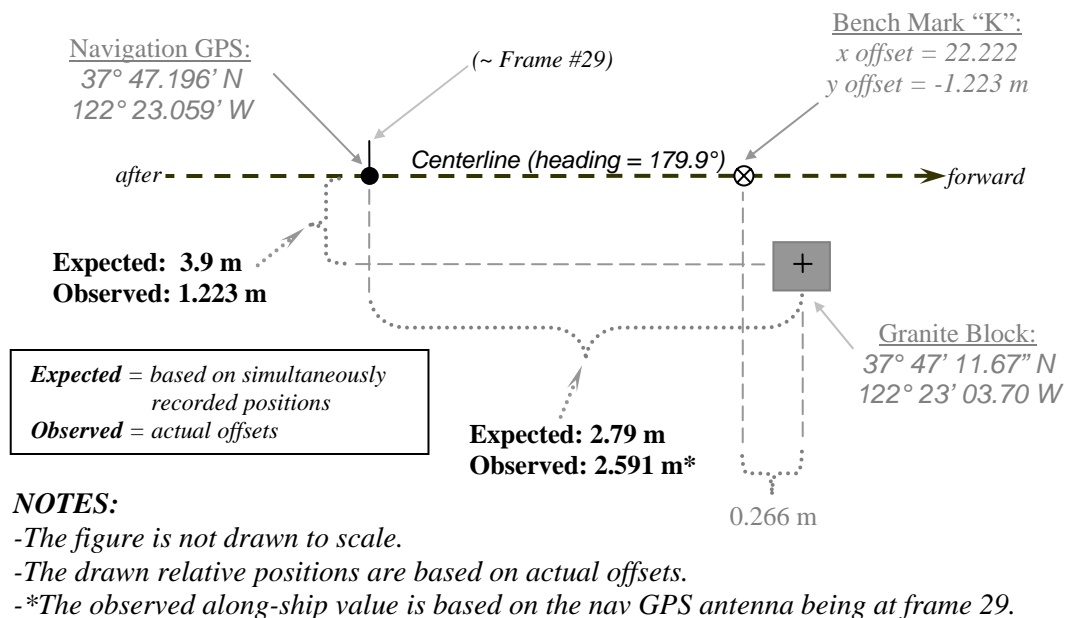 Navigation GPS:
37° 47.196’ N
122° 23.059’ W
(~ Frame #29)
Bench Mark “K”:
x offset = 22.222
y offset = -1.223 m
after
Centerline (heading = 179.9°)
forward
Expected: 3.9 m
Observed: 1.223 m
Granite Block:
37° 47’ 11.67” N
122° 23’ 03.70 W
Expected = based on simultaneously
recorded positions
Observed = actual offsets
Expected: 2.79 m
Observed: 2.591 m*
0.266 m
NOTES:
-The figure is not drawn to scale.
-The drawn relative positions are based on actual offsets.
-*The observed along-ship value is based on the nav GPS antenna being at frame 29.